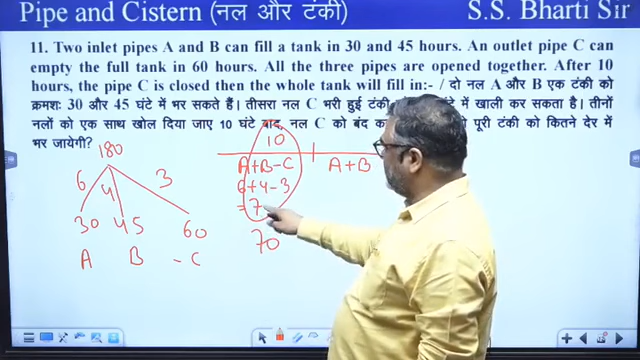 Pipe and Cistern (नल और टंकी) S.S. Bharti Sir
11. Two inlet pipes A and B can fill a tank in 30 and 45 hours. An outlet pipe C can
empty the full tank in 60 hours. All the three pipes are opened together. After 10
hours, the pipe C is closed then the whole tank will fill in:- / दो नल A और B एक टंकी को
क्रमशः 30 और 45 घंटे में भर सकते हैं। तीसरा नल C भरी हुई टंकी में खाली कर सकता है। तीनों
नलों को एक साथ खोल दिया जाए 10 घंटे बाद, नल C को बंद पूरी टंकी को कितने देर में
भर जायेगी?
180
6 4 3
30 45 60
A B - C
10
A+B-C A+B
6+4-3
=7
70